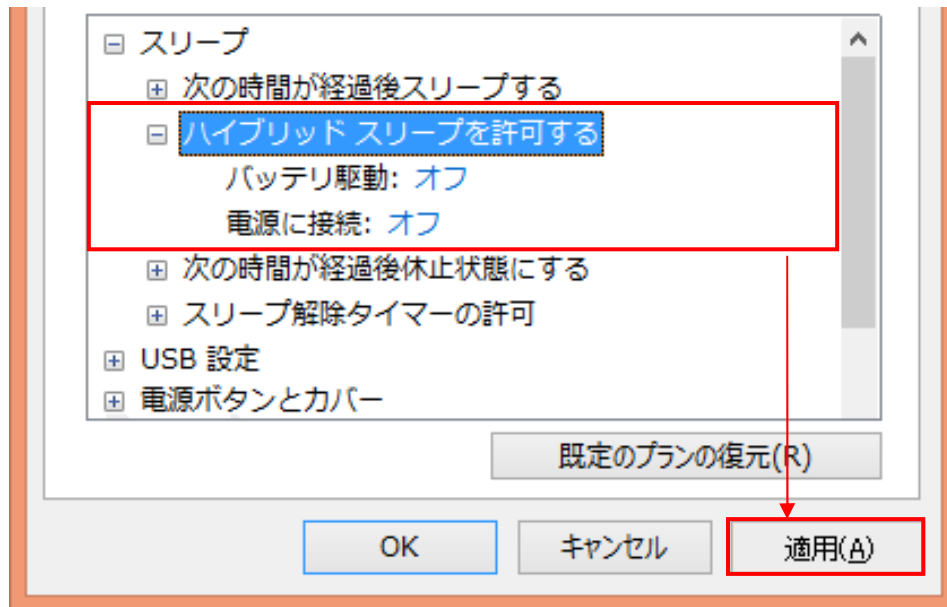 スリープ
次の時間が経過後スリープする
ハイブリッド スリープを許可する
バッテリ駆動: オフ
電源に接続: オフ
次の時間が経過後休止状態にする
スリープ解除タイマーの許可
USB 設定
電源ボタンとカバー
既定のプランの復元(R)
OK
キャンセル
適用(A)